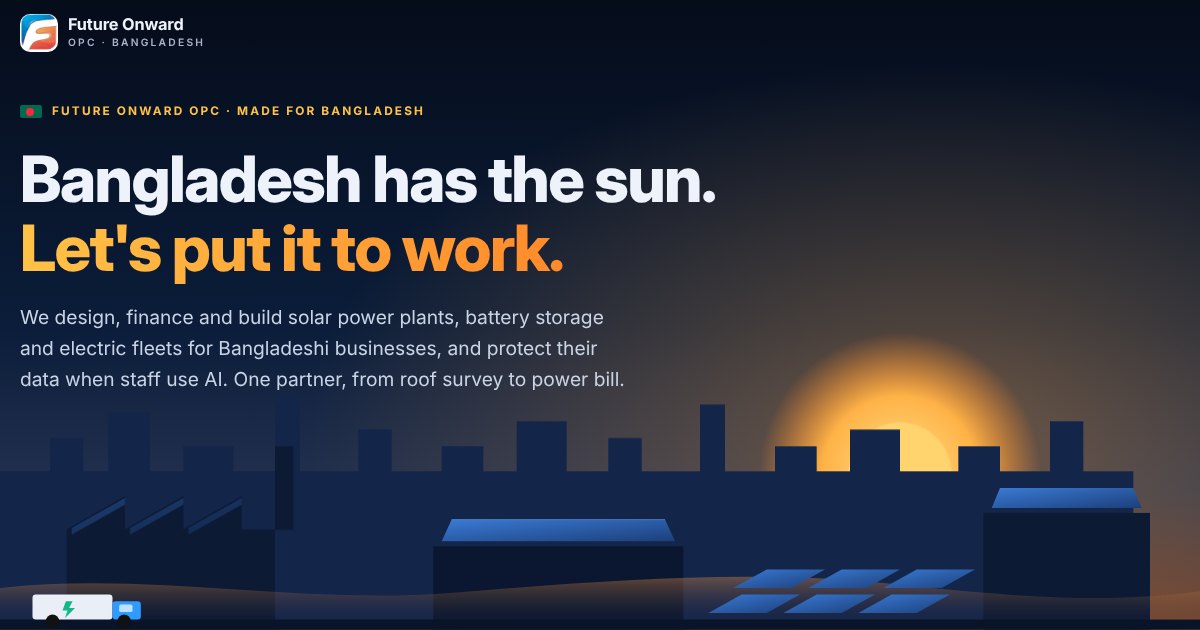 Future Onward
OPC · BANGLADESH
FUTURE ONWARD OPC · MADE FOR BANGLADESH
Bangladesh has the sun.
Let's put it to work.
We design, finance and build solar power plants, battery storage
and electric fleets for Bangladeshi businesses, and protect their
data when staff use AI. One partner, from roof survey to power bill.